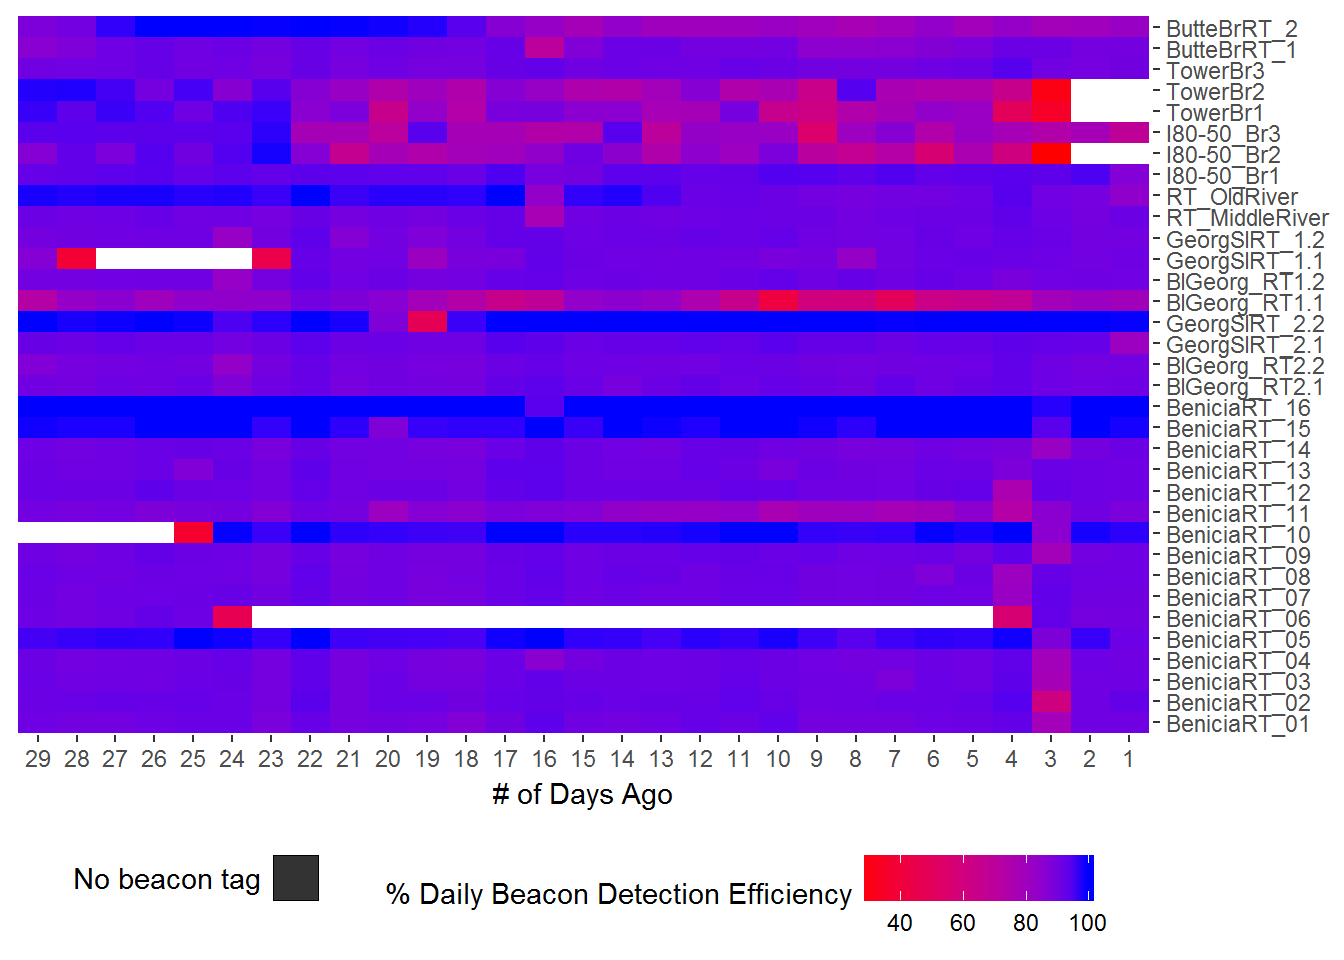 ButteBrRT_2
ButteBrRT_1
TowerBr3
TowerBr2
TowerBr1
I80-50_Br3
I80-50_Br2
I80-50_Br1
RT_OldRiver
RT_MiddleRiver
GeorgSlRT_1.2
GeorgSlRT_1.1
BlGeorg_RT1.2
BlGeorg_RT1.1
GeorgSlRT_2.2
GeorgSlRT_2.1
BlGeorg_RT2.2
BlGeorg_RT2.1
BeniciaRT_16
BeniciaRT_15
BeniciaRT_14
BeniciaRT_13
BeniciaRT_12
BeniciaRT_11
BeniciaRT_10
BeniciaRT_09
BeniciaRT_08
BeniciaRT_07
BeniciaRT_06
BeniciaRT_05
BeniciaRT_04
BeniciaRT_03
BeniciaRT_02
BeniciaRT_01
29 28 27 26 25 24 23 22 21 20 19 18 17 16 15 14 13 12 11 10 9 8 7 6 5 4 3 2 1
# of Days Ago
No beacon tag
% Daily Beacon Detection Efficiency
40 60 80 100